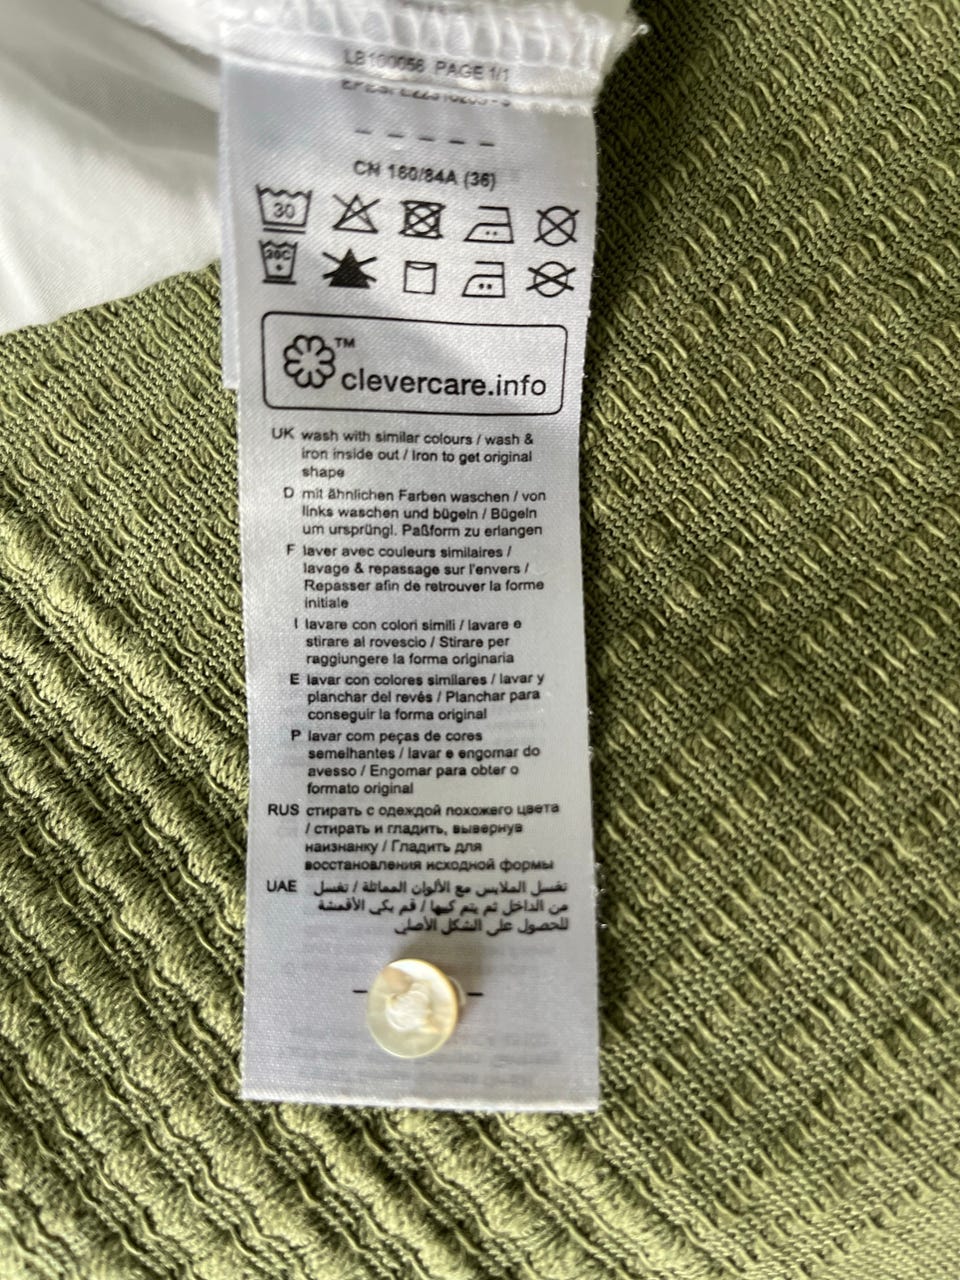 LB100056 PAGE 1/1
CN 160/84A (36)
30
30C
TM
clevercare.info
UK wash with similar colours / wash &
iron inside out / Iron to get original
shape
D mit ähnlichen Farben waschen / von
links waschen und bügeln / Bügeln
um ursprüngl. Paßform zu erlangen
F laver avec couleurs similaires /
lavage & repassage sur l'envers /
Repasser afin de retrouver la forme
initiale
I lavare con colori simili / lavare e
stirare al rovescio / Stirare per
raggiungere la forma originaria
E lavar con colores similares / lavar y
planchar del revés / Planchar para
conseguir la forma original
P lavar com peças de cores
semelhantes / lavar e engomar do
avesso / Engomar para obter o
formato original
RUS стирать с одеждой похожего цвета
/ стирать и гладить, вывернув
наизнанку / Гладить для
восстановления исходной формы
UAE تغسل الملابس مع الألوان المماثلة / تغسل
من الداخل ثم يتم كيها / قم بكي الأقمشة
للحصول على الشكل الأصلي